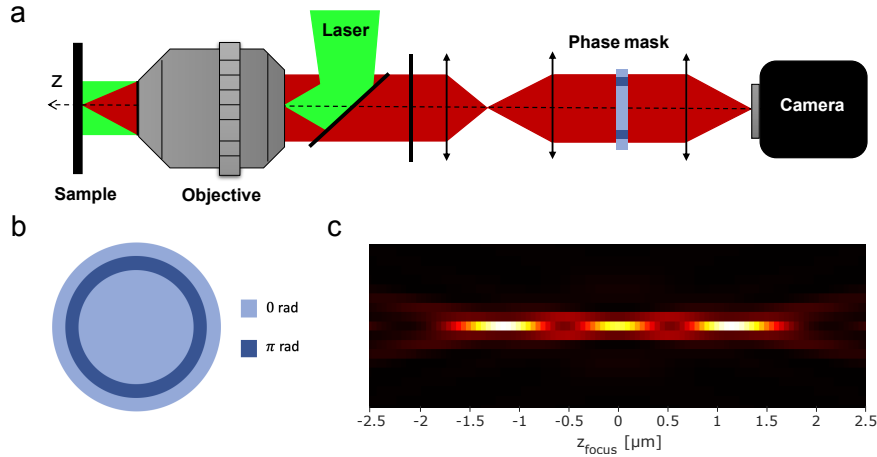 a
Laser
Phase mask
z
Camera
Sample
Objective
b
c
0 rad
π rad
-2.5 -2 -1.5 -1 -0.5 0 0.5 1 1.5 2 2.5
z_focus [µm]